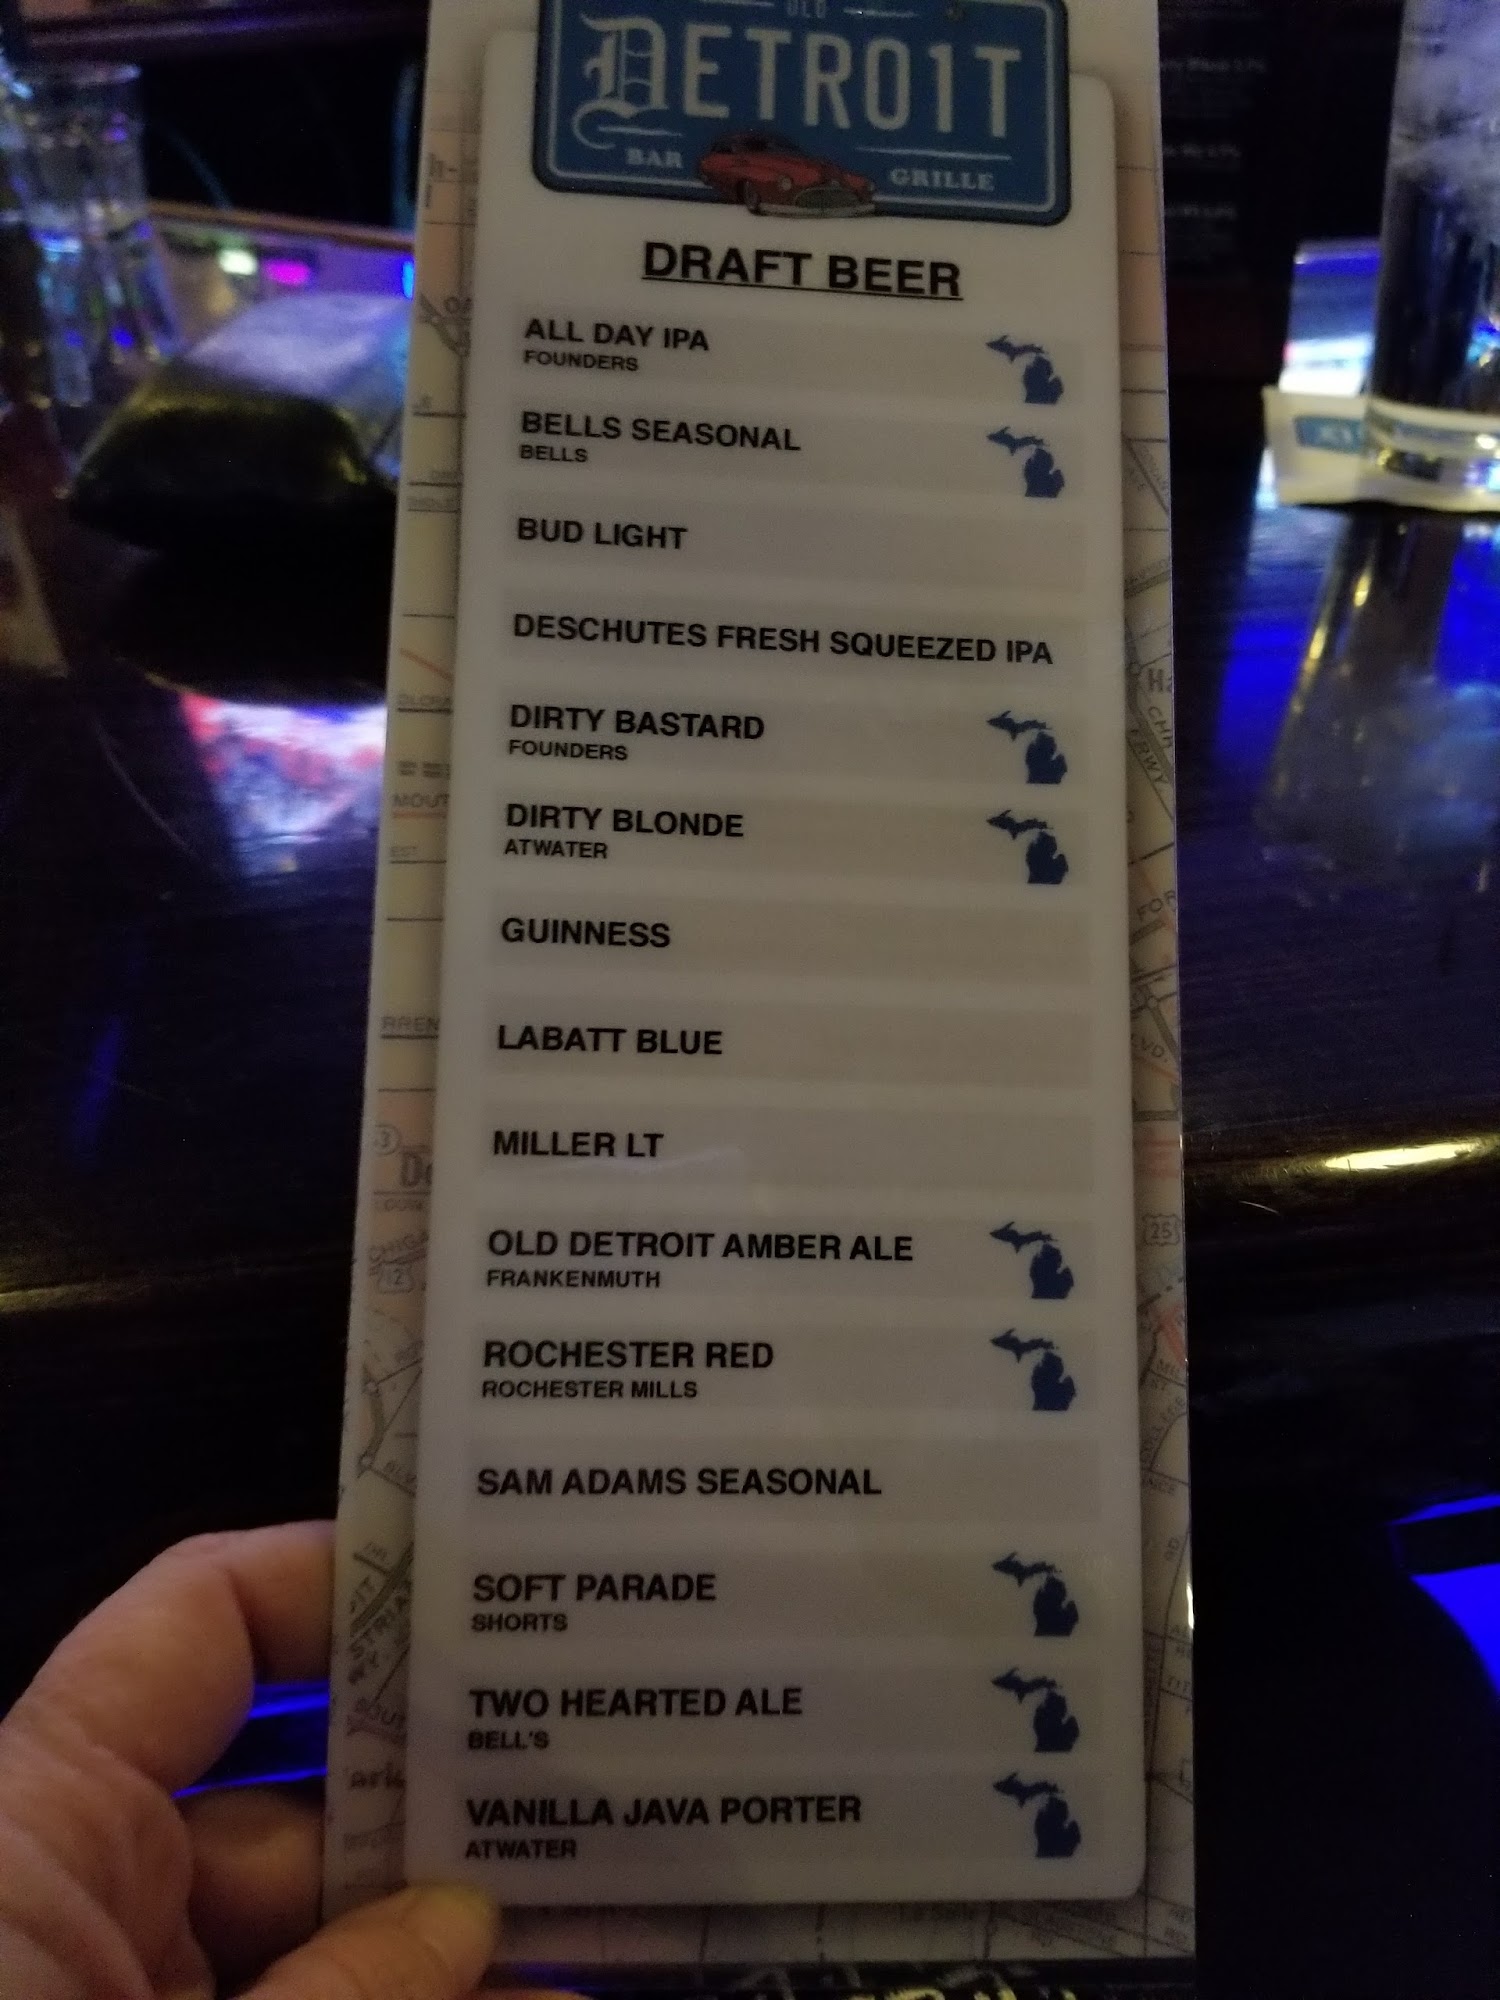 OLD
DETRO1T
BAR GRILLE
DRAFT BEER
ALL DAY IPA
FOUNDERS
BELLS SEASONAL
BELLS
BUD LIGHT
DESCHUTES FRESH SQUEEZED IPA
DIRTY BASTARD
FOUNDERS
DIRTY BLONDE
ATWATER
GUINNESS
LABATT BLUE
MILLER LT
OLD DETROIT AMBER ALE
FRANKENMUTH
ROCHESTER RED
ROCHESTER MILLS
SAM ADAMS SEASONAL
SOFT PARADE
SHORTS
TWO HEARTED ALE
BELL'S
VANILLA JAVA PORTER
ATWATER